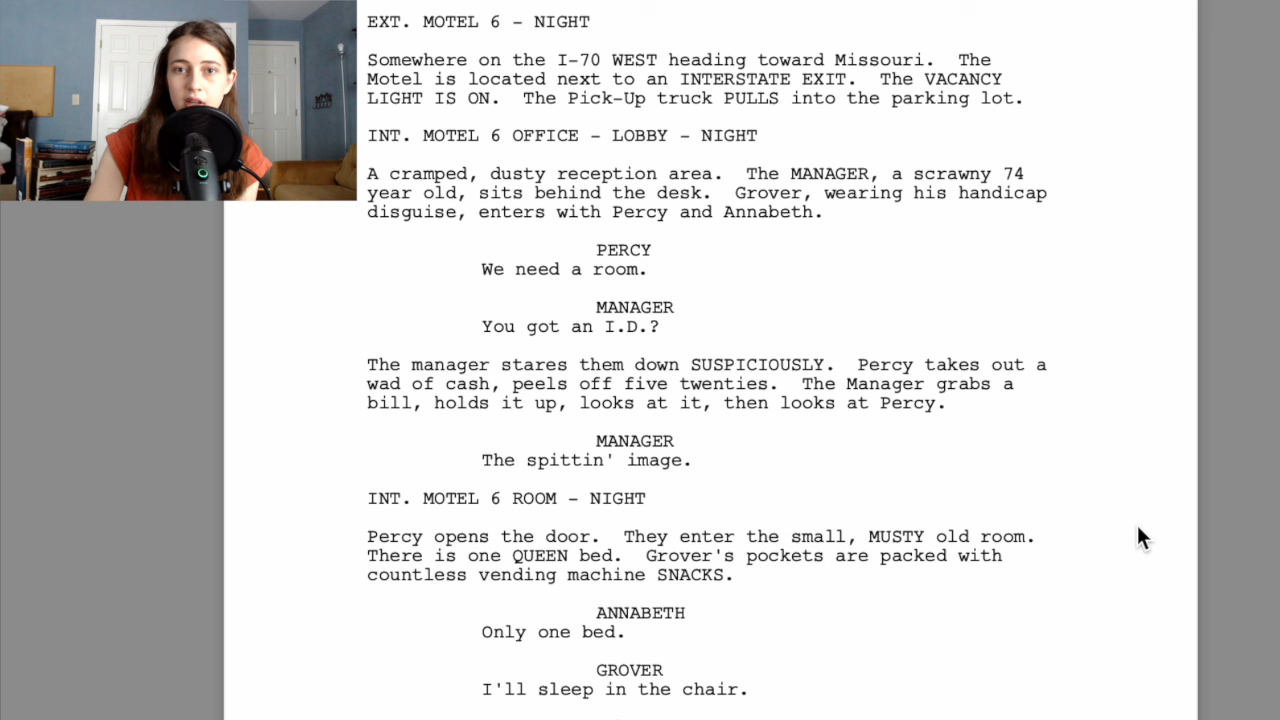 EXT. MOTEL 6 - NIGHT
Somewhere on the I-70 WEST heading toward Missouri.  The
Motel is located next to an INTERSTATE EXIT.  The VACANCY
LIGHT IS ON.  The Pick-Up truck PULLS into the parking lot.
INT. MOTEL 6 OFFICE - LOBBY - NIGHT
A cramped, dusty reception area.  The MANAGER, a scrawny 74
year old, sits behind the desk.  Grover, wearing his handicap
disguise, enters with Percy and Annabeth.
PERCY
We need a room.
MANAGER
You got an I.D.?
The manager stares them down SUSPICIOUSLY.  Percy takes out a
wad of cash, peels off five twenties.  The Manager grabs a
bill, holds it up, looks at it, then looks at Percy.
MANAGER
The spittin' image.
INT. MOTEL 6 ROOM - NIGHT
Percy opens the door.  They enter the small, MUSTY old room.
There is one QUEEN bed.  Grover's pockets are packed with
countless vending machine SNACKS.
ANNABETH
Only one bed.
GROVER
I'll sleep in the chair.